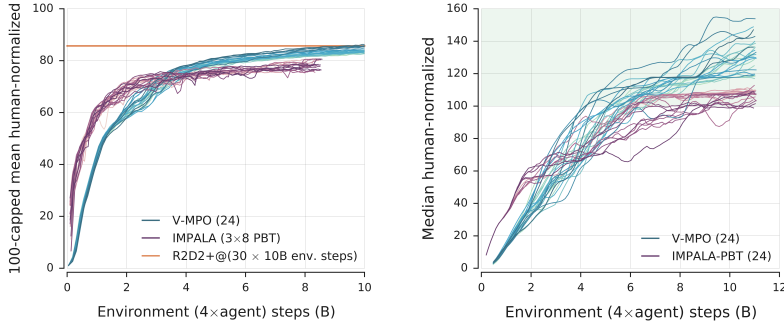 100-capped mean human-normalized
100
80
60
40
20
0
0 2 4 6 8 10
Environment (4×agent) steps (B)
V-MPO (24)
IMPALA (3×8 PBT)
R2D2+@(30 × 10B env. steps)
Median human-normalized
160
140
120
100
80
60
40
20
0
0 2 4 6 8 10 12
Environment (4×agent) steps (B)
V-MPO (24)
IMPALA-PBT (24)